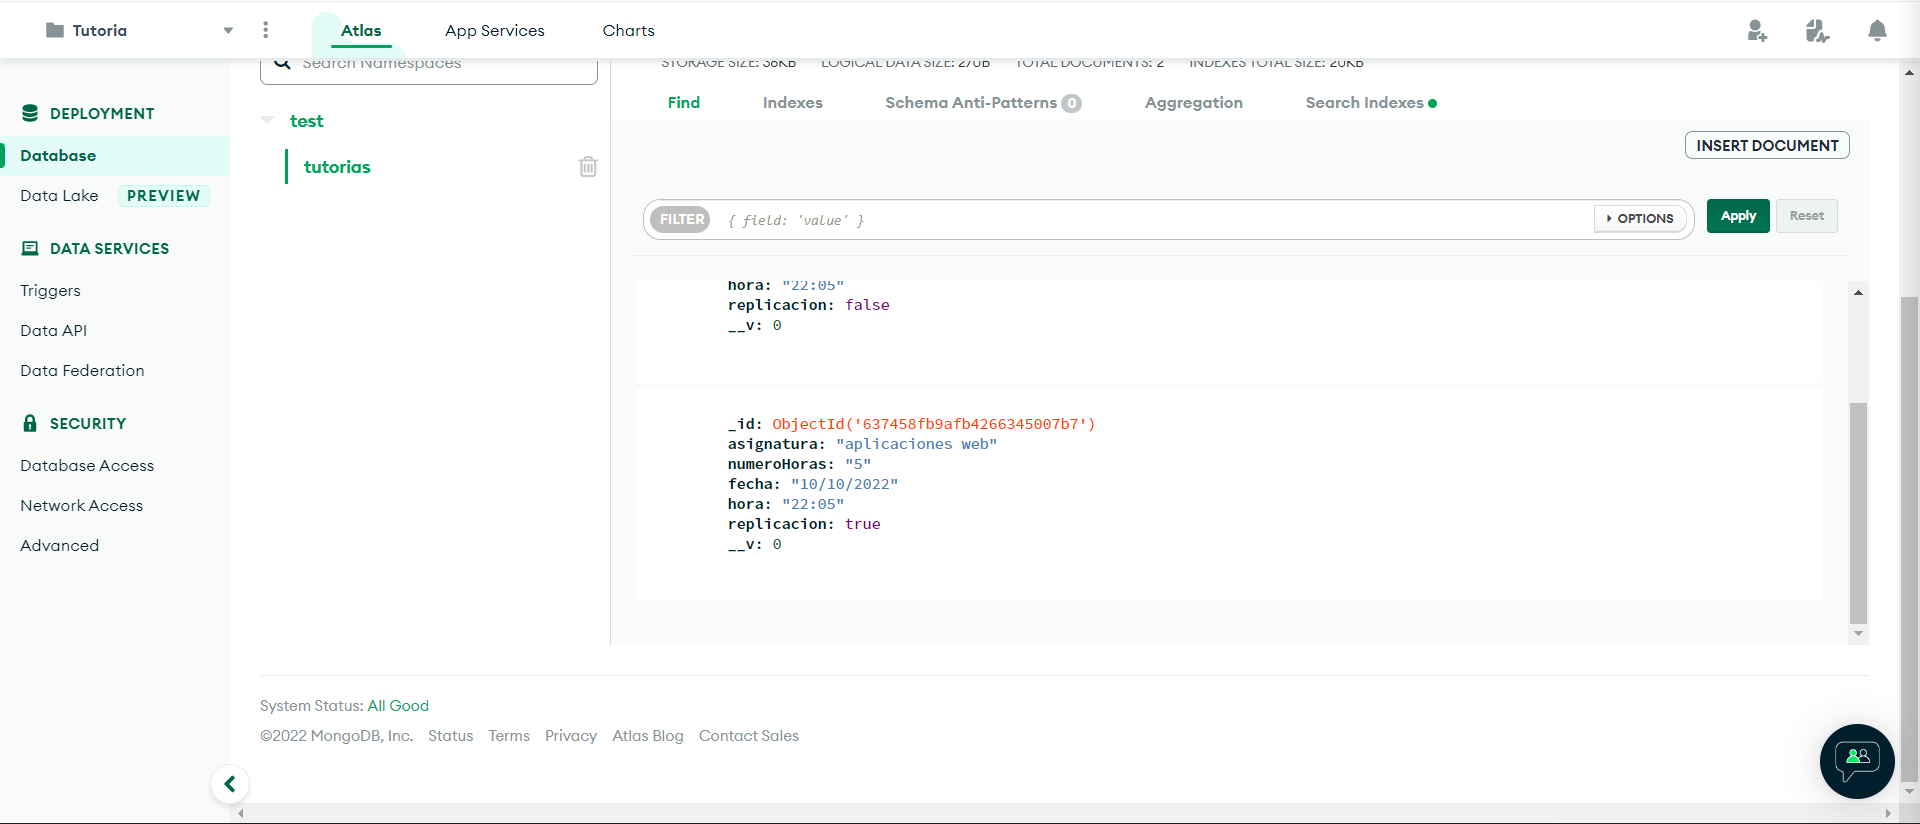 Tutoria
Atlas
App Services
Charts
Search Namespaces
STORAGE SIZE: 36KB LOGICAL DATA SIZE: 270B TOTAL DOCUMENTS: 2 INDEXES TOTAL SIZE: 20KB
DEPLOYMENT
Database
Data Lake PREVIEW
DATA SERVICES
Triggers
Data API
Data Federation
SECURITY
Database Access
Network Access
Advanced
test
tutorias
Find Indexes Schema Anti-Patterns 0 Aggregation Search Indexes
INSERT DOCUMENT
FILTER { field: 'value' } OPTIONS Apply Reset
hora: "22:05"
replicacion: false
__v: 0
_id: ObjectId('637458fb9afb4266345007b7')
asignatura: "aplicaciones web"
numeroHoras: "5"
fecha: "10/10/2022"
hora: "22:05"
replicacion: true
__v: 0
System Status: All Good
©2022 MongoDB, Inc. Status Terms Privacy Atlas Blog Contact Sales